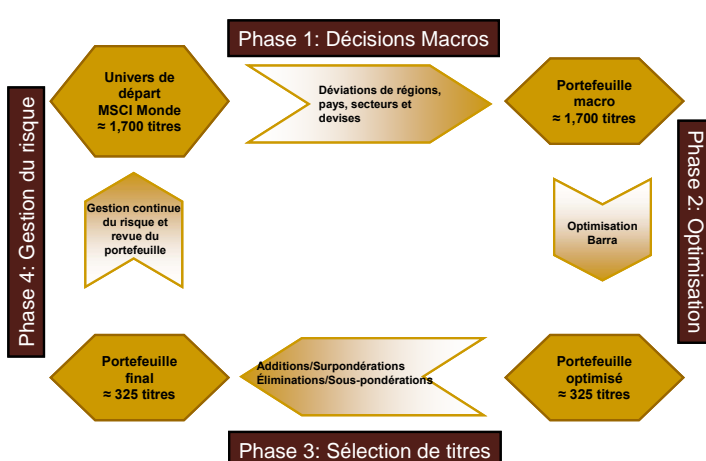 Phase 1: Décisions Macros
Univers de
départ
MSCI Monde
≈ 1,700 titres
Déviations de régions,
pays, secteurs et
devises
Portefeuille
macro
≈ 1,700 titres
Phase 2: Optimisation
Optimisation
Barra
Portefeuille
optimisé
≈ 325 titres
Phase 3: Sélection de titres
Additions/Surpondérations
Éliminations/Sous-pondérations
Portefeuille
final
≈ 325 titres
Phase 4: Gestion du risque
Gestion continue
du risque et
revue du
portefeuille